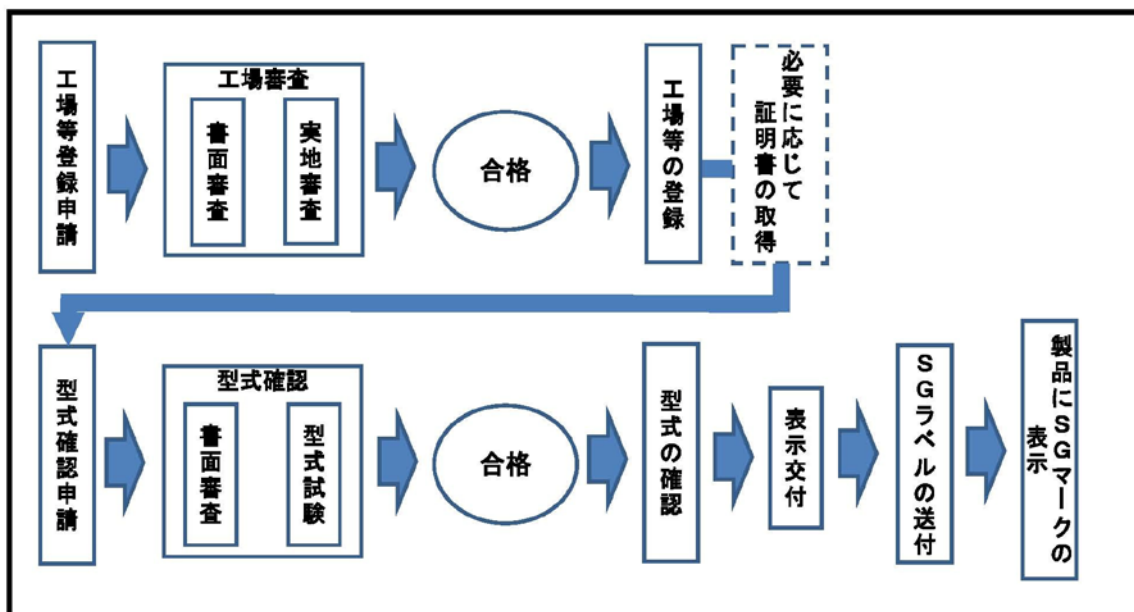 工場等登録申請
工場審査
書面審査
実地審査
合格
工場等の登録
必要に応じて
証明書の取得
型式確認申請
型式確認
書面審査
型式試験
合格
型式の確認
表示交付
SGラベルの送付
製品にSGマークの
表示